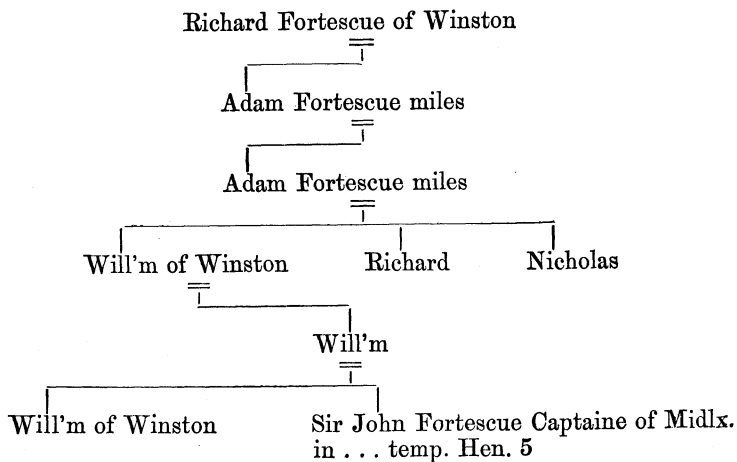 Richard Fortescue of Winston
Adam Fortescue miles
Adam Fortescue miles
Will'm of Winston Richard Nicholas
Will'm
Will'm of Winston Sir John Fortescue Captaine of Midlx.
in . . . temp. Hen. 5